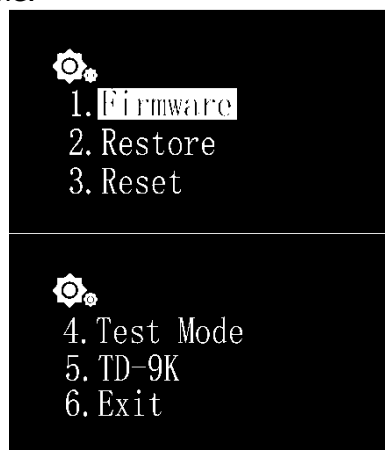 1. Firmware
2. Restore
3. Reset
4. Test Mode
5. TD-9K
6. Exit